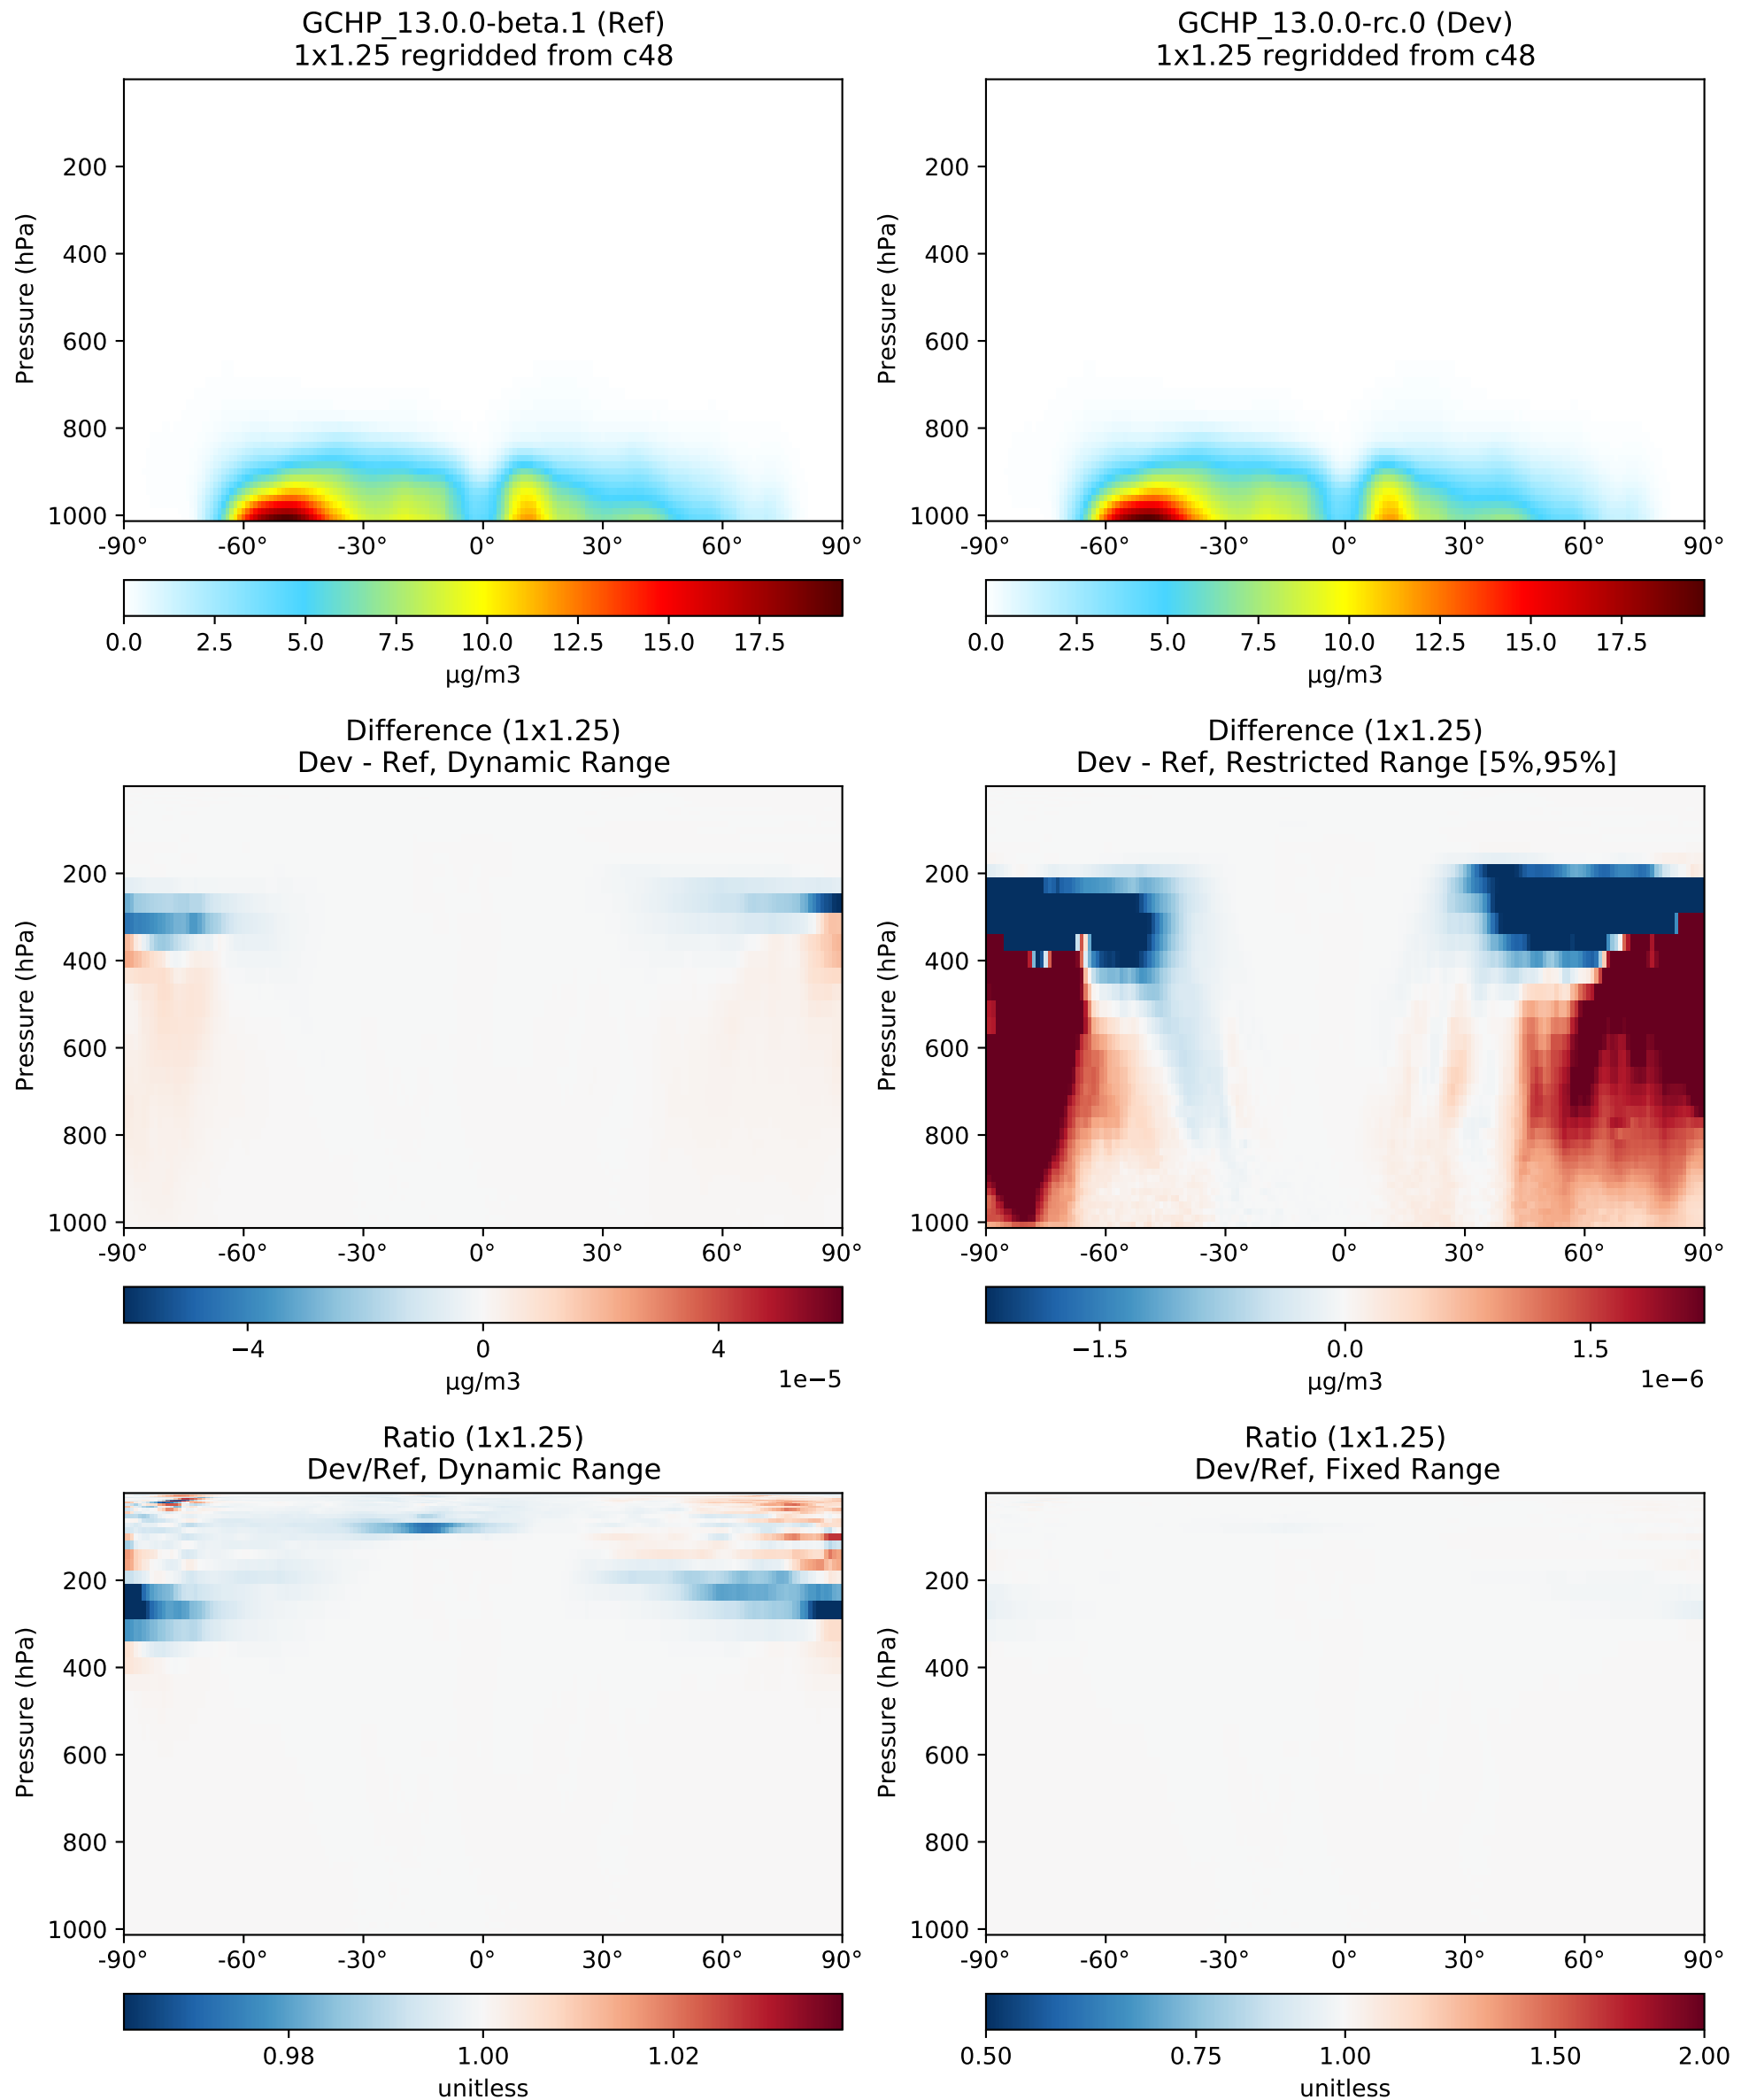 GCHP_13.0.0-beta.1 (Ref)
1x1.25 regridded from c48
Pressure (hPa)
200
400
600
800
1000
-90° -60° -30° 0° 30° 60° 90°
0.0 2.5 5.0 7.5 10.0 12.5 15.0 17.5
µg/m3
GCHP_13.0.0-rc.0 (Dev)
1x1.25 regridded from c48
Pressure (hPa)
200
400
600
800
1000
-90° -60° -30° 0° 30° 60° 90°
0.0 2.5 5.0 7.5 10.0 12.5 15.0 17.5
µg/m3
Difference (1x1.25)
Dev - Ref, Dynamic Range
Pressure (hPa)
200
400
600
800
1000
-90° -60° -30° 0° 30° 60° 90°
−4 0 4
µg/m3 1e−5
Difference (1x1.25)
Dev - Ref, Restricted Range [5%,95%]
Pressure (hPa)
200
400
600
800
1000
-90° -60° -30° 0° 30° 60° 90°
−1.5 0.0 1.5
µg/m3 1e−6
Ratio (1x1.25)
Dev/Ref, Dynamic Range
Pressure (hPa)
200
400
600
800
1000
-90° -60° -30° 0° 30° 60° 90°
0.98 1.00 1.02
unitless
Ratio (1x1.25)
Dev/Ref, Fixed Range
Pressure (hPa)
200
400
600
800
1000
-90° -60° -30° 0° 30° 60° 90°
0.50 0.75 1.00 1.50 2.00
unitless